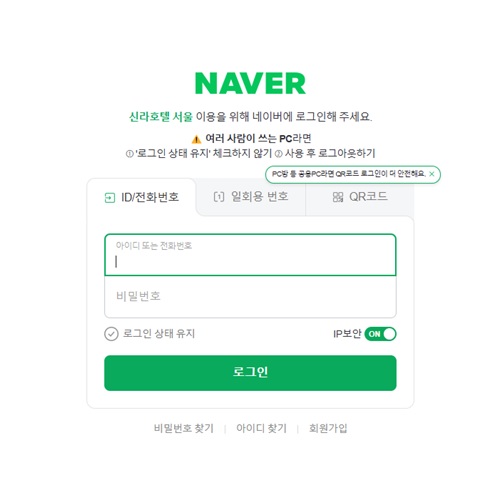 NAVER
신라호텔 서울 이용을 위해 네이버에 로그인해 주세요.
⚠ 여러 사람이 쓰는 PC라면
① '로그인 상태 유지' 체크하지 않기 ② 사용 후 로그아웃하기
PC방 등 공용PC라면 QR코드 로그인이 더 안전해요. ×
ID/전화번호 일회용 번호 QR코드
아이디 또는 전화번호
비밀번호
로그인 상태 유지 IP보안 ON
로그인
비밀번호 찾기 | 아이디 찾기 | 회원가입